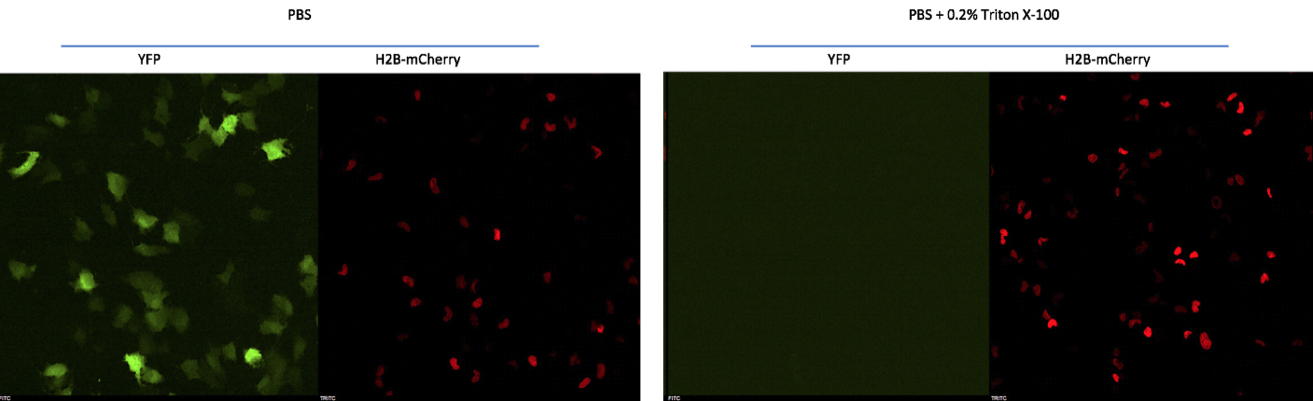 PBS
YFP
H2B-mCherry
FITC
TRITC
PBS + 0.2% Triton X-100
YFP
H2B-mCherry
FITC
TRITC